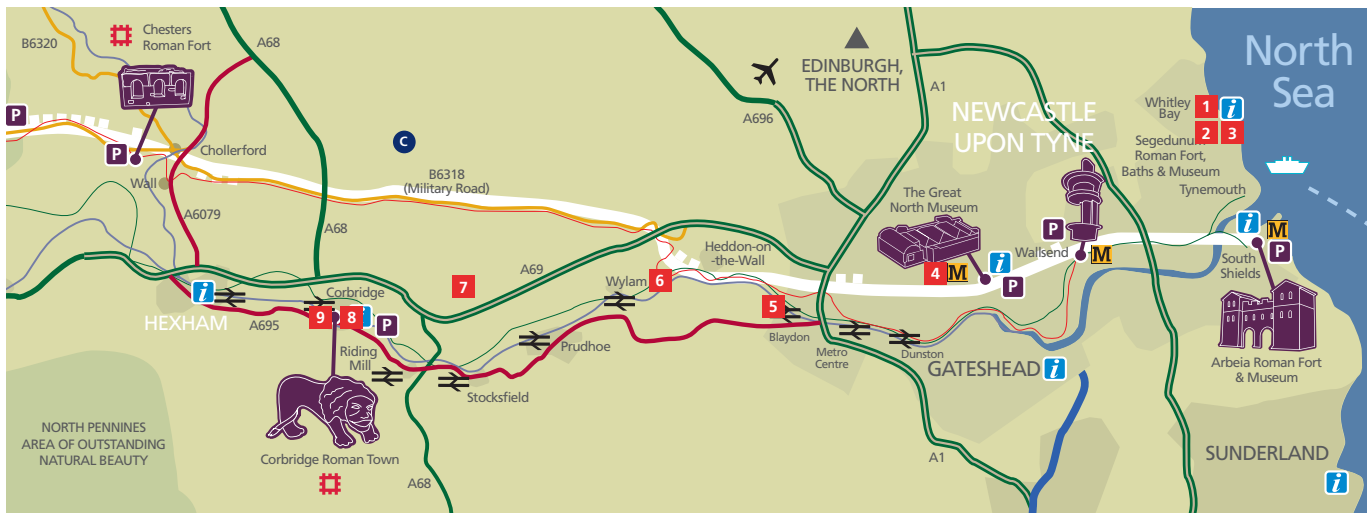 B6320
Chesters
Roman Fort
A68
P
P
Chollerford
Wall
A6079
A68
C
B6318
(Military Road)
A696
EDINBURGH,
THE NORTH
A1
NEWCASTLE
UPON TYNE
North
Sea
Whitley
Bay
1
i
2
3
Segedunum
Roman Fort,
Baths & Museum
Tynemouth
The Great
North Museum
P
Wallsend
M
i
M
P
South
Shields
4
M
i
P
Heddon-on
-the-Wall
A69
7
Wylam
6
5
Blaydon
Metro
Centre
Dunston
GATESHEAD
i
i
HEXHAM
A695
Corbridge
9
8
i
P
Riding
Mill
Prudhoe
Stocksfield
Arbeia Roman Fort
& Museum
NORTH PENNINES
AREA OF OUTSTANDING
NATURAL BEAUTY
Corbridge Roman Town
A68
A1
SUNDERLAND
i